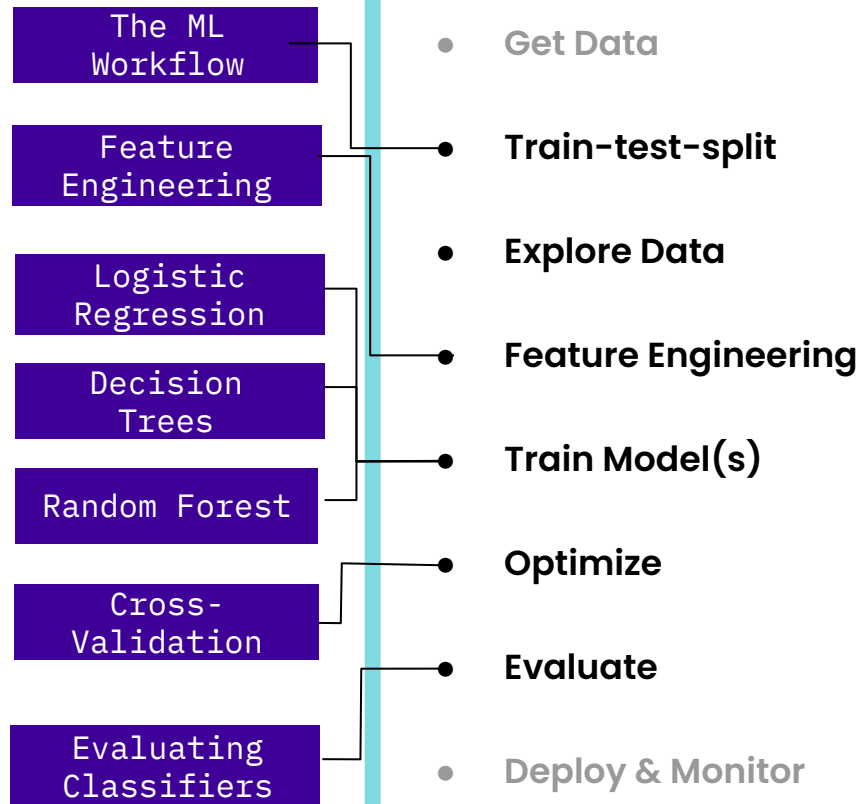 The ML
Workflow
Feature
Engineering
Logistic
Regression
Decision
Trees
Random Forest
Cross-
Validation
Evaluating
Classifiers
Get Data
Train-test-split
Explore Data
Feature Engineering
Train Model(s)
Optimize
Evaluate
Deploy & Monitor